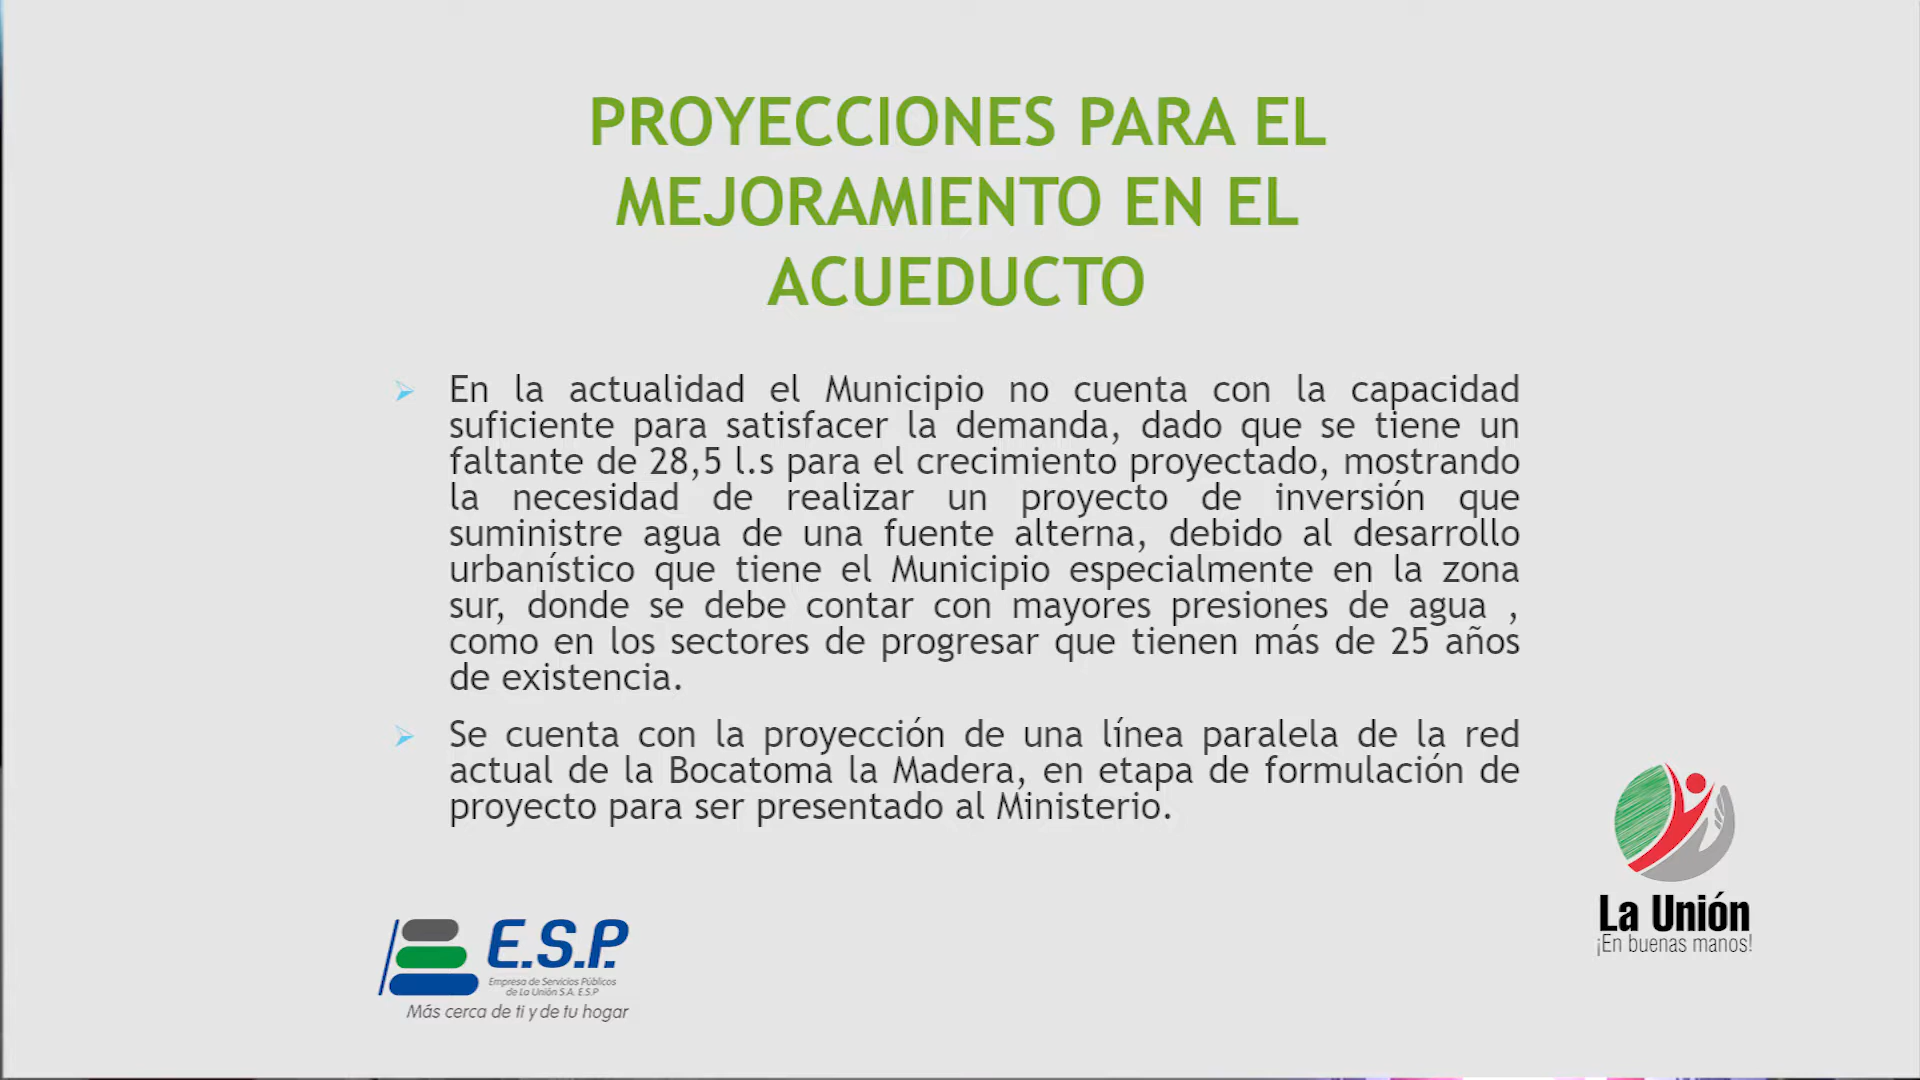 PROYECCIONES PARA EL
MEJORAMIENTO EN EL
ACUEDUCTO
En la actualidad el Municipio no cuenta con la capacidad
suficiente para satisfacer la demanda, dado que se tiene un
faltante de 28,5 l.s para el crecimiento proyectado, mostrando
la necesidad de realizar un proyecto de inversión que
suministre agua de una fuente alterna, debido al desarrollo
urbanístico que tiene el Municipio especialmente en la zona
sur, donde se debe contar con mayores presiones de agua ,
como en los sectores de progresar que tienen más de 25 años
de existencia.
Se cuenta con la proyección de una línea paralela de la red
actual de la Bocatoma la Madera, en etapa de formulación de
proyecto para ser presentado al Ministerio.
La Unión
¡En buenas manos!
E.S.P.
Empresa de Servicios Públicos
de La Unión S.A. E.S.P
Más cerca de ti y de tu hogar